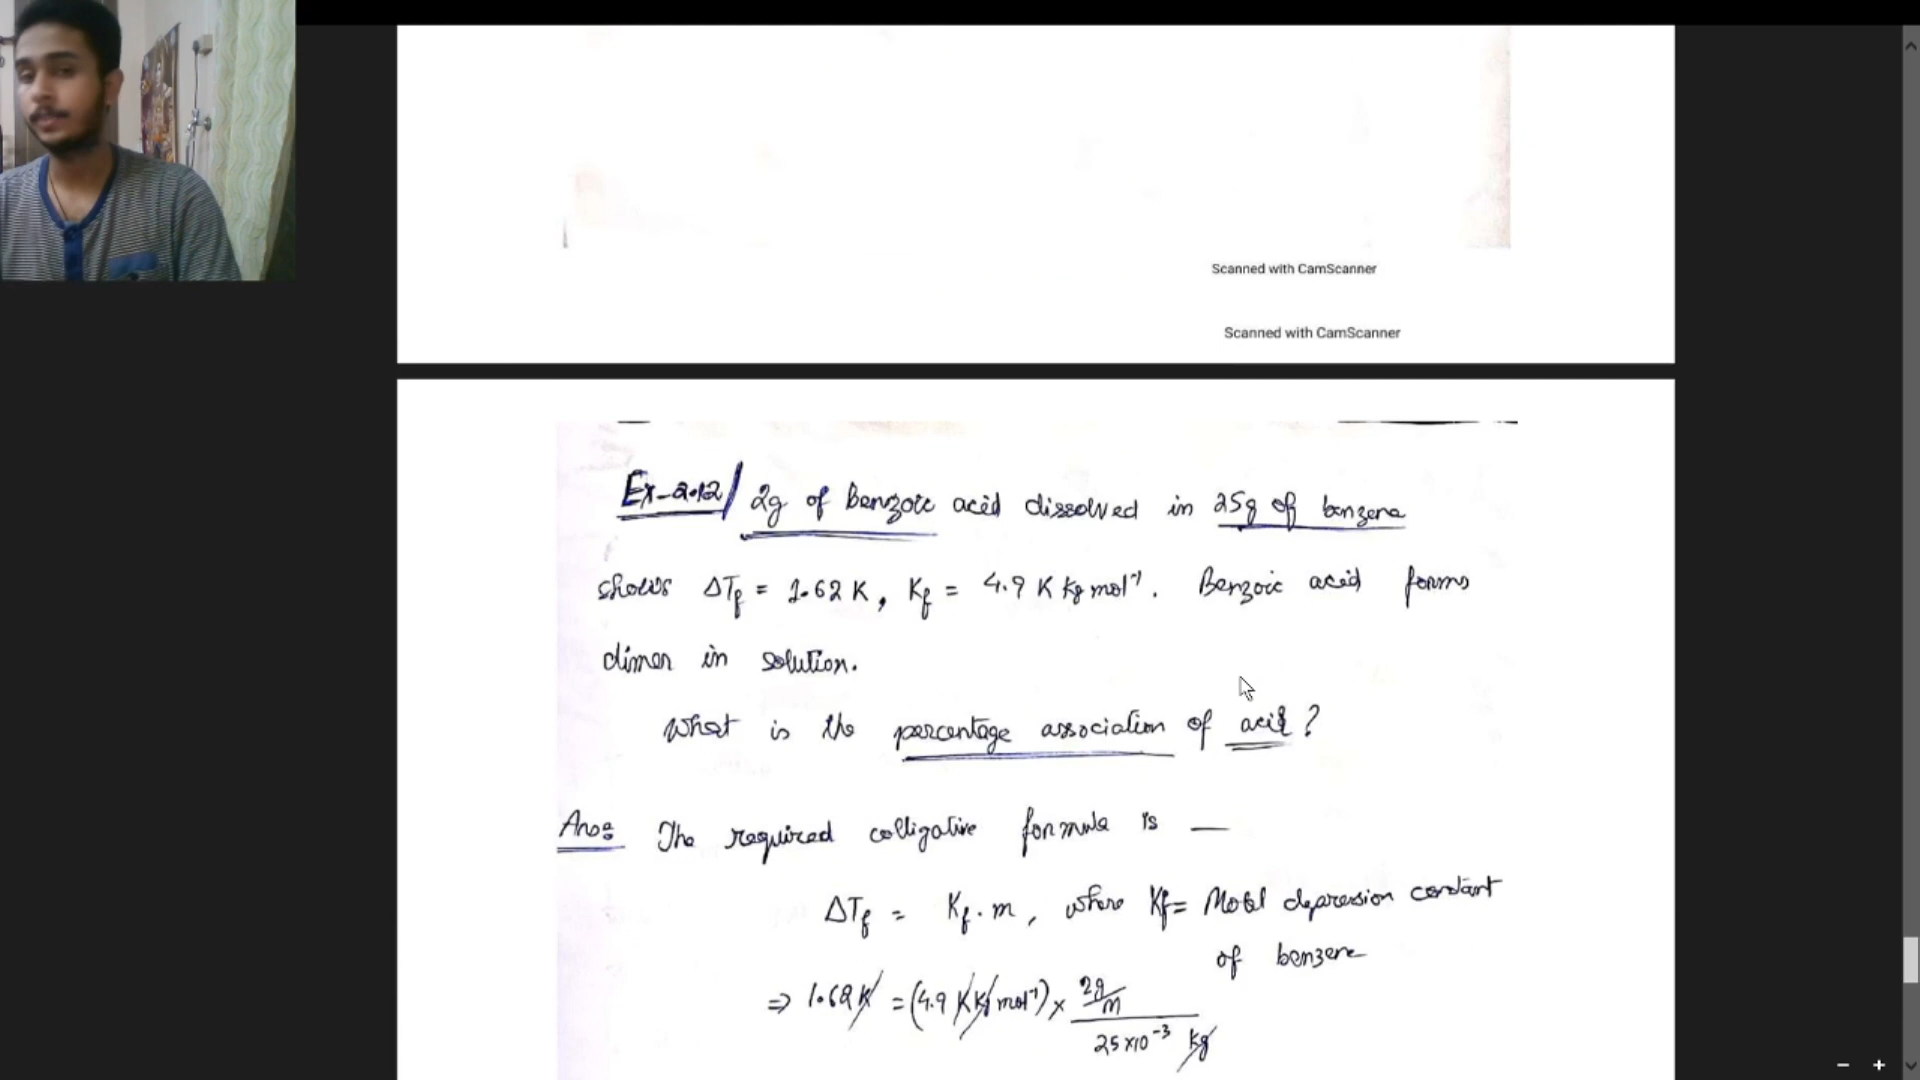 Scanned with CamScanner
Scanned with CamScanner
Ex-2.12/ 2g of Benzoic acid dissolved in 25g of benzene
shows ΔTf = 1.62 K, Kf = 4.9 K kg mol⁻¹. Benzoic acid forms
dimer in solution.
What is the percentage association of acid?
Ans: The required colligative formula is —
ΔTf = Kf . m, where Kf = Molal depression constant
of benzene
⇒ 1.62 K = (4.9 K Kg mol⁻¹) × 2g/M / 25×10⁻³ kg
− +